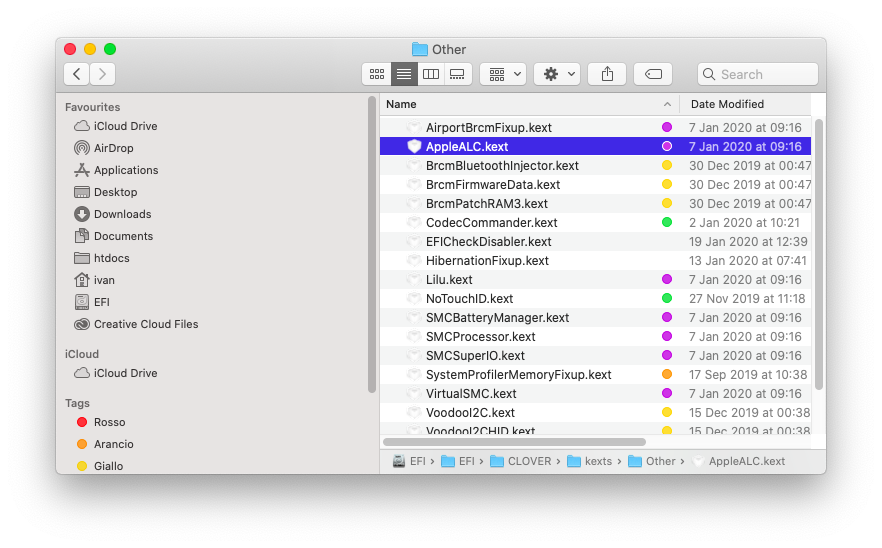 Other
Search
Favourites
iCloud Drive
AirDrop
Applications
Desktop
Downloads
Documents
htdocs
ivan
EFI
Creative Cloud Files
iCloud
iCloud Drive
Tags
Rosso
Arancio
Giallo
Name Date Modified
AirportBrcmFixup.kext 7 Jan 2020 at 09:16
AppleALC.kext 7 Jan 2020 at 09:16
BrcmBluetoothInjector.kext 30 Dec 2019 at 00:47
BrcmFirmwareData.kext 30 Dec 2019 at 00:47
BrcmPatchRAM3.kext 30 Dec 2019 at 00:47
CodecCommander.kext 2 Jan 2020 at 10:21
EFICheckDisabler.kext 19 Jan 2020 at 12:39
HibernationFixup.kext 13 Jan 2020 at 07:41
Lilu.kext 7 Jan 2020 at 09:16
NoTouchID.kext 27 Nov 2019 at 11:18
SMCBatteryManager.kext 7 Jan 2020 at 09:16
SMCProcessor.kext 7 Jan 2020 at 09:16
SMCSuperIO.kext 7 Jan 2020 at 09:16
SystemProfilerMemoryFixup.kext 17 Sep 2019 at 10:38
VirtualSMC.kext 7 Jan 2020 at 09:16
VoodooI2C.kext 15 Dec 2019 at 00:38
VoodooI2CHID.kext 15 Dec 2019 at 00:38
EFI › EFI › CLOVER › kexts › Other › AppleALC.kext